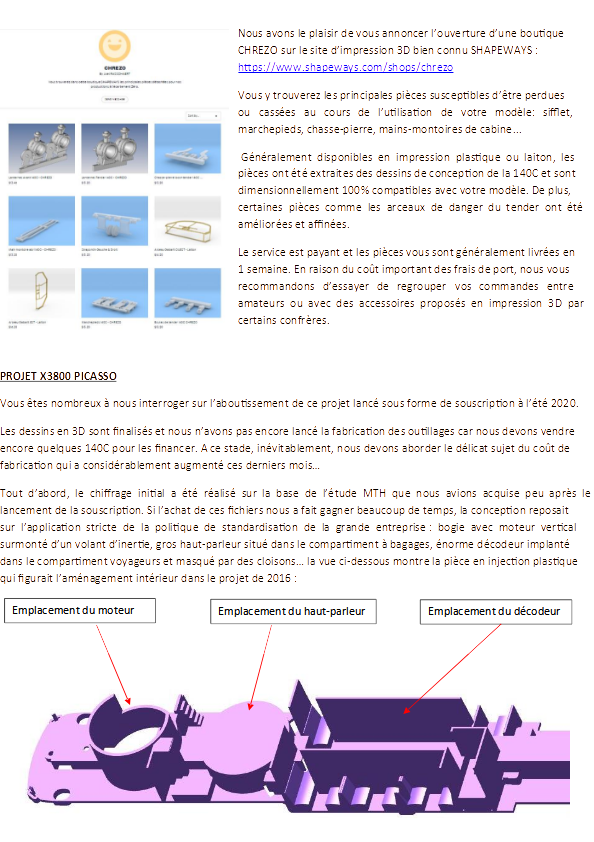 CHREZO
Nous avons le plaisir de vous annoncer l'ouverture d'une boutique
CHREZO sur le site d'impression 3D bien connu SHAPEWAYS :
https://www.shapeways.com/shops/chrezo
Vous y trouverez les principales pièces susceptibles d'être perdues
ou cassées au cours de l'utilisation de votre modèle: sifflet,
marchepieds, chasse-pierre, mains-montoires de cabine...
Généralement disponibles en impression plastique ou laiton, les
pièces ont été extraites des dessins de conception de la 140C et sont
dimensionnellement 100% compatibles avec votre modèle. De plus,
certaines pièces comme les arceaux de danger du tender ont été
améliorées et affinées.
Le service est payant et les pièces vous sont généralement livrées en
1 semaine. En raison du coût important des frais de port, nous vous
recommandons d'essayer de regrouper vos commandes entre
amateurs ou avec des accessoires proposés en impression 3D par
certains confrères.
PROJET X3800 PICASSO
Vous êtes nombreux à nous interroger sur l'aboutissement de ce projet lancé sous forme de souscription à l'été 2020.
Les dessins en 3D sont finalisés et nous n'avons pas encore lancé la fabrication des outillages car nous devons vendre
encore quelques 140C pour les financer. A ce stade, inévitablement, nous devons aborder le délicat sujet du coût de
fabrication qui a considérablement augmenté ces derniers mois...
Tout d'abord, le chiffrage initial a été réalisé sur la base de l'étude MTH que nous avions acquise peu après le
lancement de la souscription. Si l'achat de ces fichiers nous a fait gagner beaucoup de temps, la conception reposait
sur l'application stricte de la politique de standardisation de la grande entreprise : bogie avec moteur vertical
surmonté d'un volant d'inertie, gros haut-parleur situé dans le compartiment à bagages, énorme décodeur implanté
dans le compartiment voyageurs et masqué par des cloisons... la vue ci-dessous montre la pièce en injection plastique
qui figurait l'aménagement intérieur dans le projet de 2016 :
Emplacement du moteur
Emplacement du haut-parleur
Emplacement du décodeur